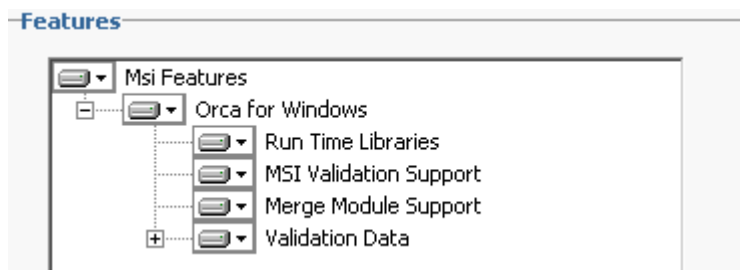 Features
Msi Features
Orca for Windows
Run Time Libraries
MSI Validation Support
Merge Module Support
Validation Data